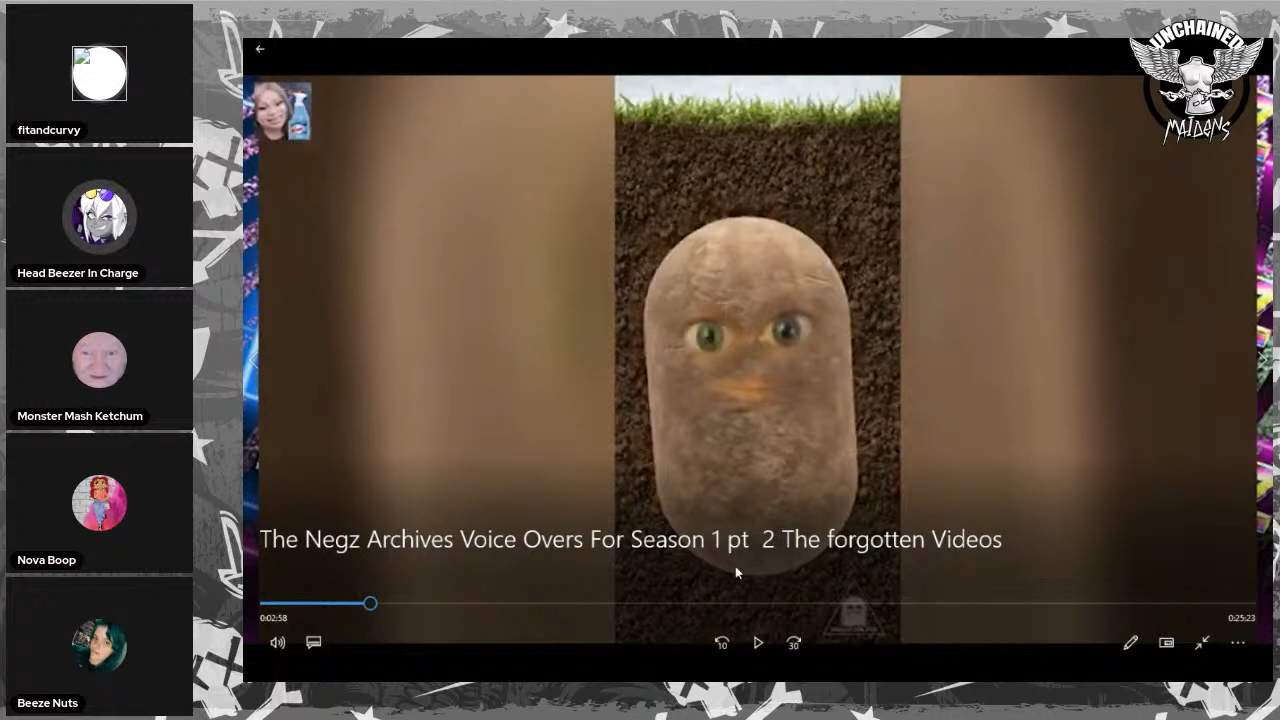 fitandcurvy
Head Beezer In Charge
Monster Mash Ketchum
Nova Boop
Beeze Nuts
UNCHAINED
MAIDENS
The Negz Archives Voice Overs For Season 1 pt  2 The forgotten Videos
0:02:58
0:25:23
10
30